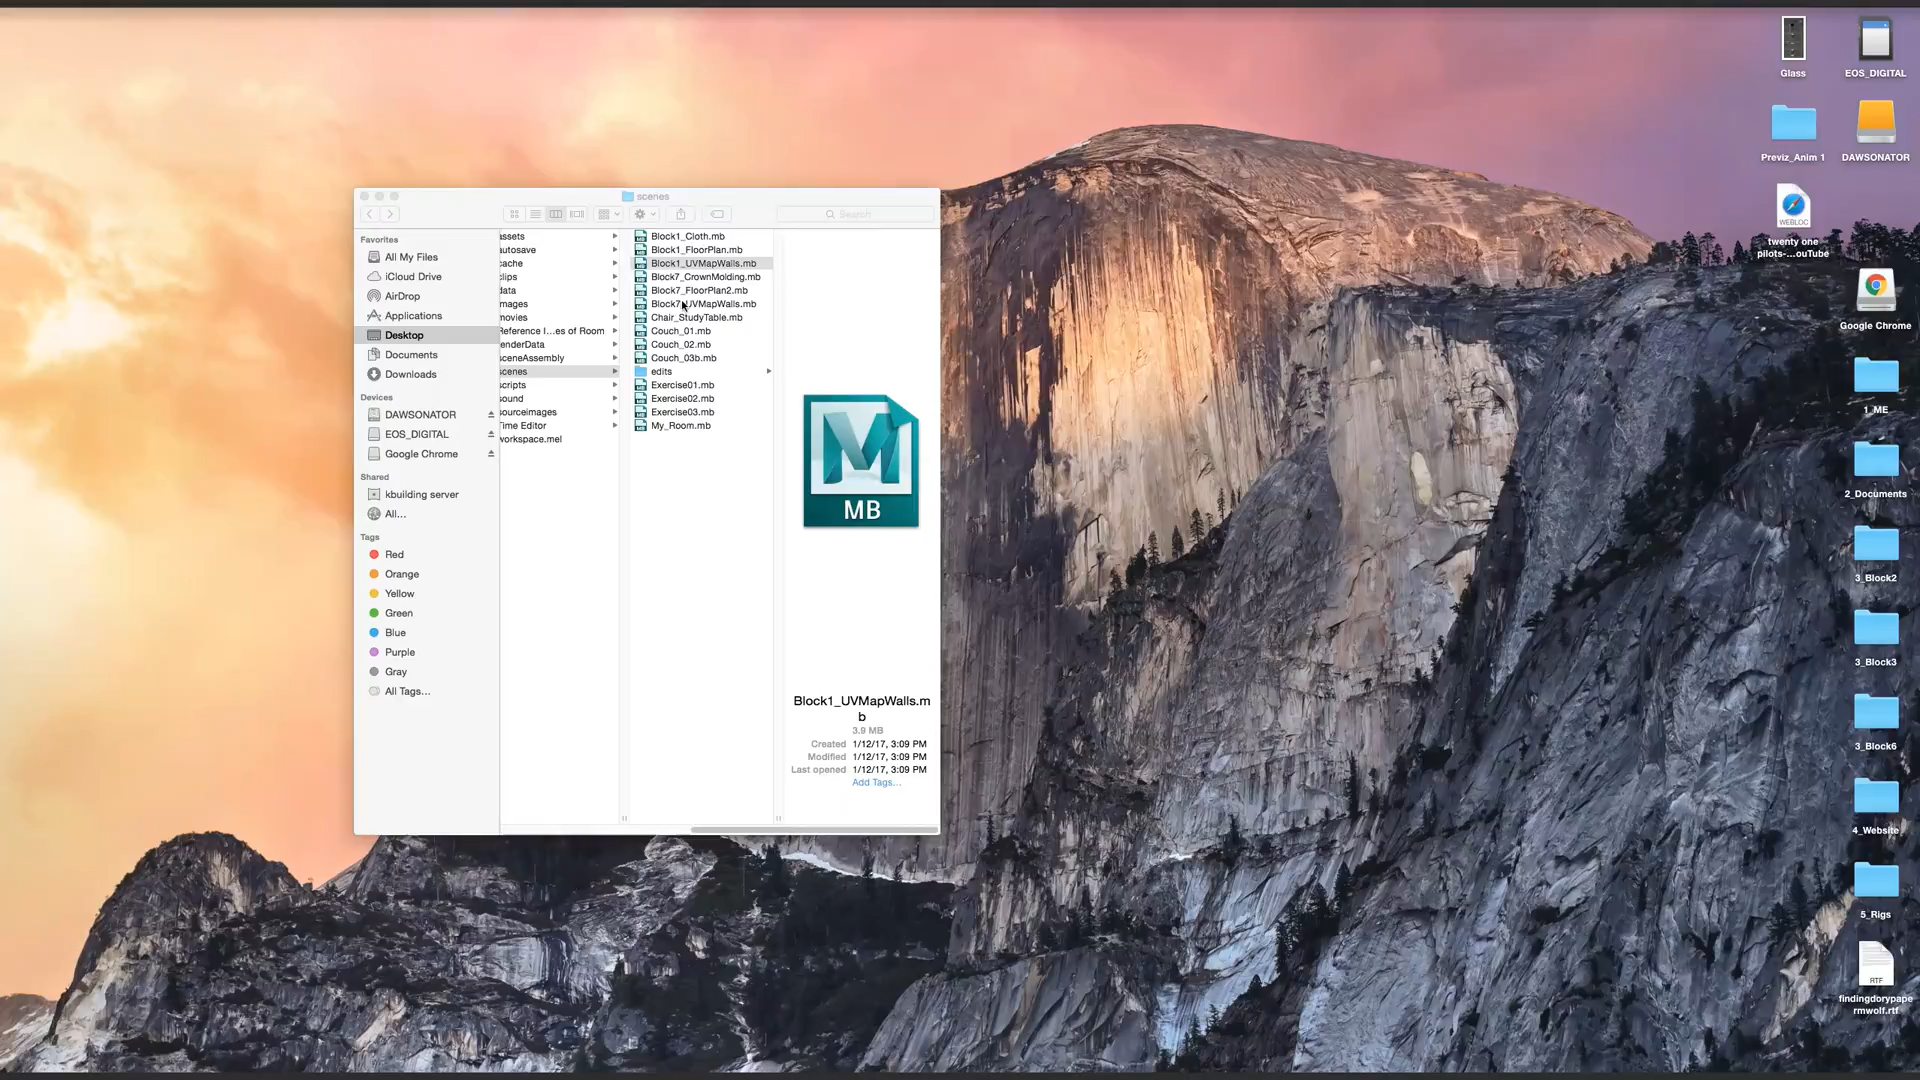 scenes
Search
Favorites
All My Files
iCloud Drive
AirDrop
Applications
Desktop
Documents
Downloads
Devices
DAWSONATOR
EOS_DIGITAL
Google Chrome
Shared
kbuilding server
All...
Tags
Red
Orange
Yellow
Green
Blue
Purple
Gray
All Tags...
assets
autosave
cache
clips
data
images
movies
Reference I...es of Room
renderData
sceneAssembly
scenes
scripts
sound
sourceimages
Time Editor
workspace.mel
Block1_Cloth.mb
Block1_FloorPlan.mb
Block1_UVMapWalls.mb
Block7_CrownMolding.mb
Block7_FloorPlan2.mb
Block7_UVMapWalls.mb
Chair_StudyTable.mb
Couch_01.mb
Couch_02.mb
Couch_03b.mb
edits
Exercise01.mb
Exercise02.mb
Exercise03.mb
My_Room.mb
M
MB
Block1_UVMapWalls.m
b
3.9 MB
Created 1/12/17, 3:09 PM
Modified 1/12/17, 3:09 PM
Last opened 1/12/17, 3:09 PM
Add Tags...
Glass
EOS_DIGITAL
Previz_Anim 1
DAWSONATOR
WEBLOC
twenty one
pilots-...ouTube
Google Chrome
1_ME
2_Documents
3_Block2
3_Block3
3_Block6
4_Website
5_Rigs
RTF
findingdorypape
rmwolf.rtf